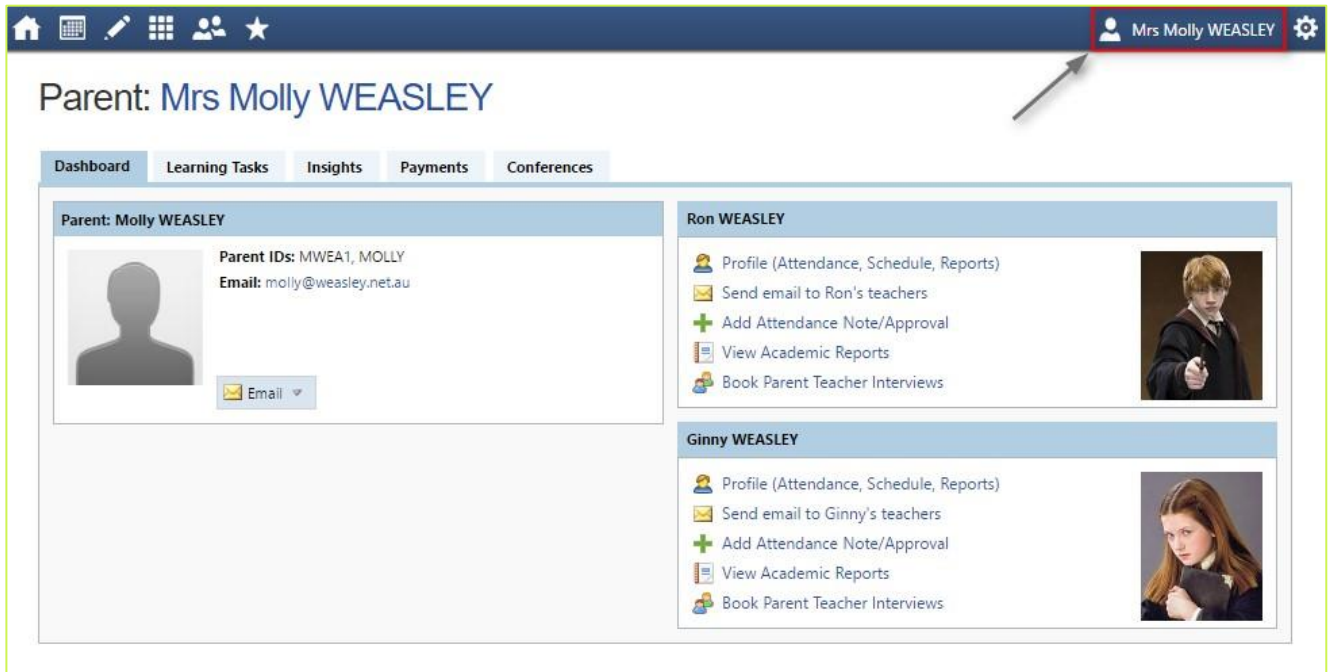 Mrs Molly WEASLEY
Parent: Mrs Molly WEASLEY
Dashboard Learning Tasks Insights Payments Conferences
Parent: Molly WEASLEY
Parent IDs: MWEA1, MOLLY
Email: molly@weasley.net.au
Email
Ron WEASLEY
Profile (Attendance, Schedule, Reports)
Send email to Ron's teachers
Add Attendance Note/Approval
View Academic Reports
Book Parent Teacher Interviews
Ginny WEASLEY
Profile (Attendance, Schedule, Reports)
Send email to Ginny's teachers
Add Attendance Note/Approval
View Academic Reports
Book Parent Teacher Interviews